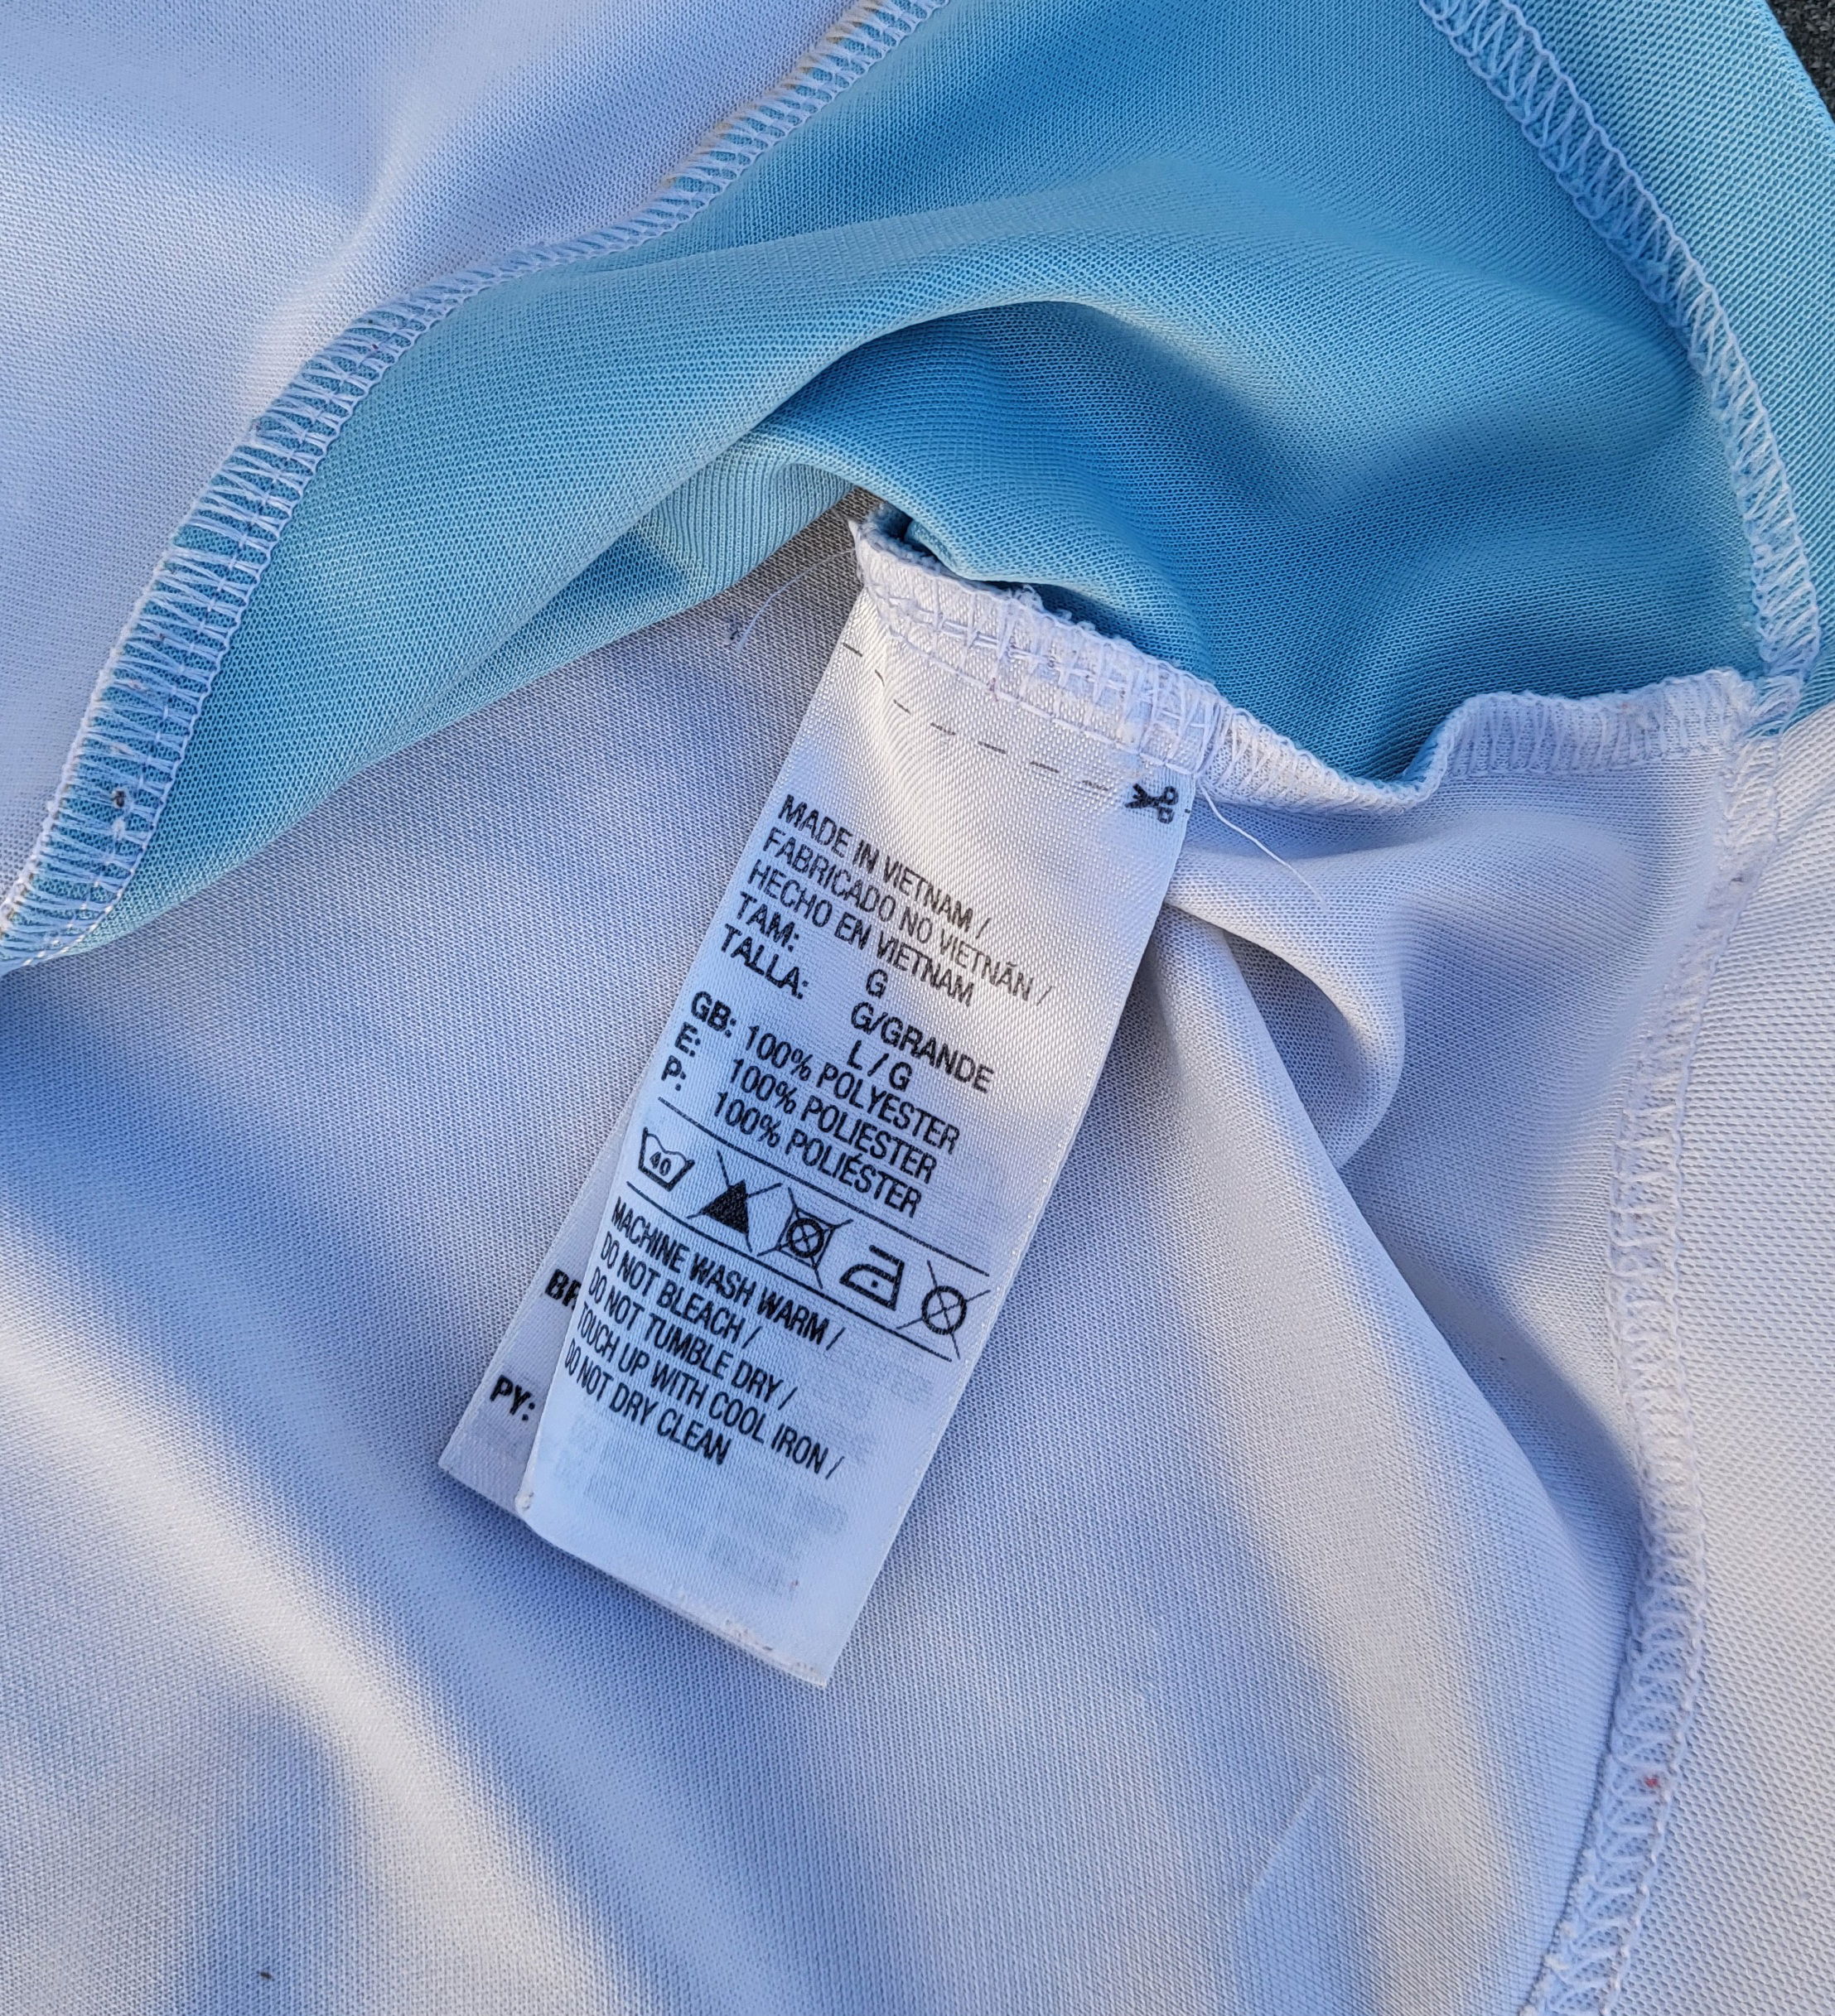 MADE IN VIETNAM /
FABRICADO NO VIETNÃN /
HECHO EN VIETNAM
TAM: G
TALLA: G/GRANDE
L / G
GB: 100% POLYESTER
E: 100% POLIESTER
P: 100% POLIÉSTER
40
MACHINE WASH WARM /
DO NOT BLEACH /
DO NOT TUMBLE DRY /
TOUCH UP WITH COOL IRON /
DO NOT DRY CLEAN
PY: